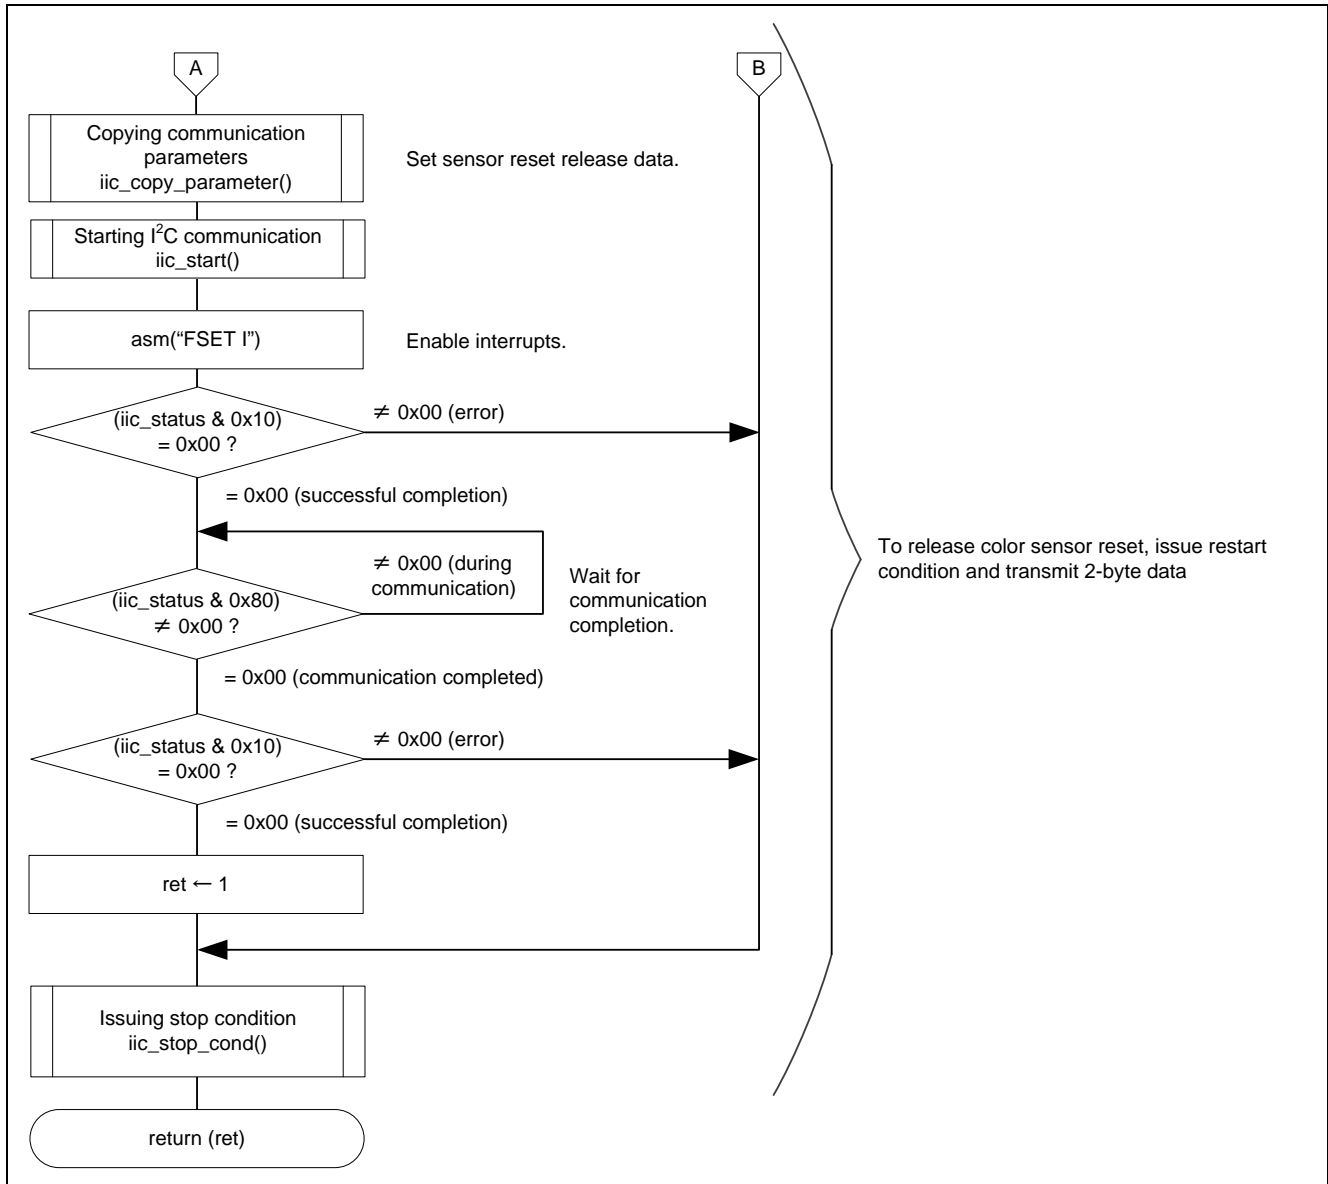 A
B
Copying communication
parameters
iic_copy_parameter()
Set sensor reset release data.
Starting I²C communication
iic_start()
asm(“FSET I”)
Enable interrupts.
(iic_status & 0x10)
= 0x00 ?
≠ 0x00 (error)
= 0x00 (successful completion)
≠ 0x00 (during
communication)
Wait for
communication
completion.
(iic_status & 0x80)
≠ 0x00 ?
To release color sensor reset, issue restart
condition and transmit 2-byte data
= 0x00 (communication completed)
(iic_status & 0x10)
= 0x00 ?
≠ 0x00 (error)
= 0x00 (successful completion)
ret ← 1
Issuing stop condition
iic_stop_cond()
return (ret)